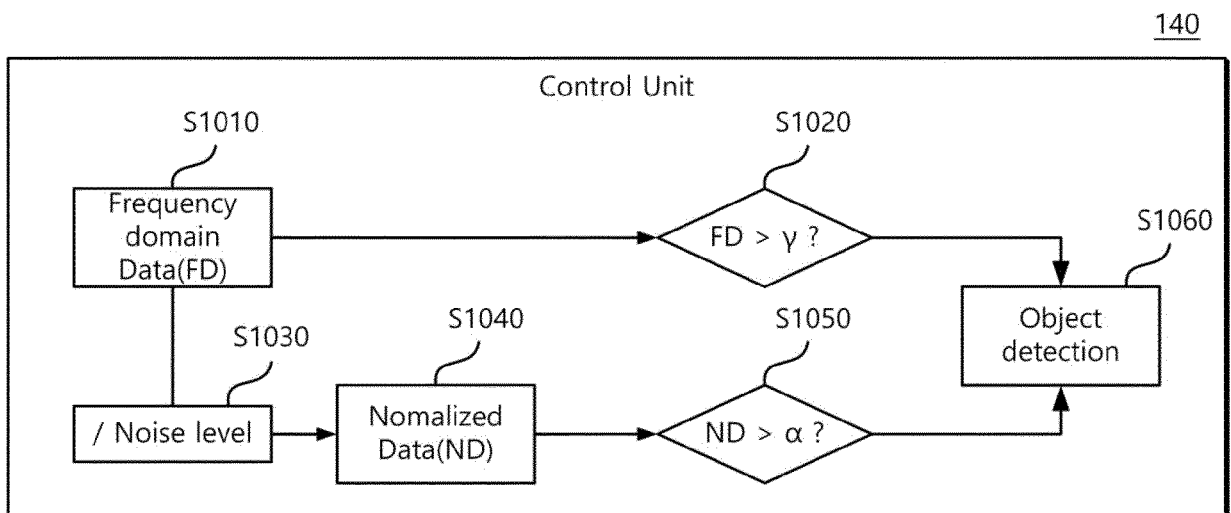 140
Control Unit
S1010
S1020
Frequency
domain
Data(FD)
FD > γ ?
S1060
Object
detection
S1030
S1040
S1050
/ Noise level
Nomalized
Data(ND)
ND > α ?